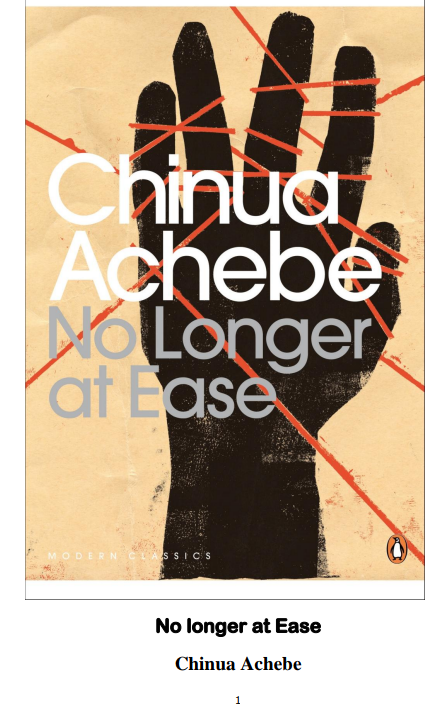 Chinua
Achebe
No Longer
at Ease
MODERN CLASSICS
No longer at Ease
Chinua Achebe
1